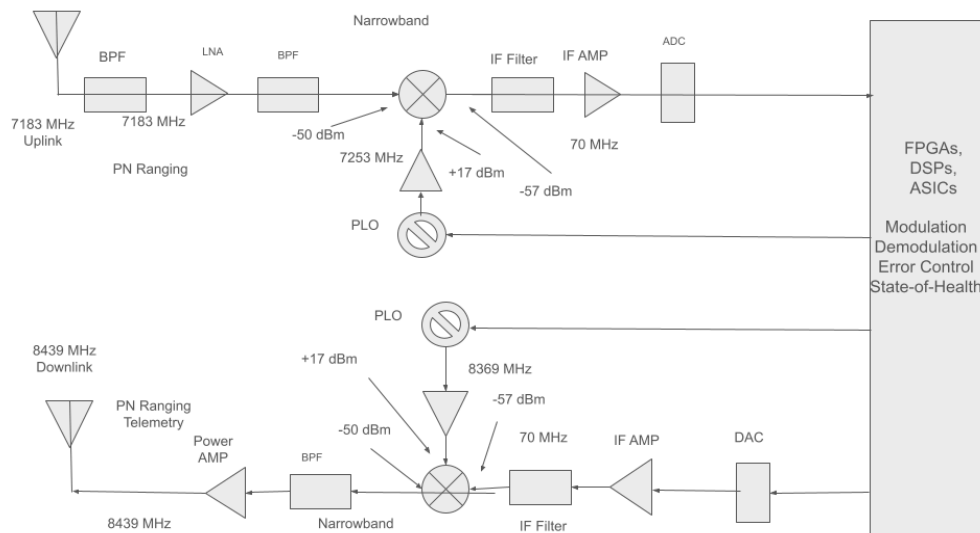 Narrowband
BPF
LNA
BPF
IF Filter
IF AMP
ADC
7183 MHz
Uplink
7183 MHz
-50 dBm
70 MHz
7253 MHz
+17 dBm
-57 dBm
PN Ranging
PLO
FPGAs,
DSPs,
ASICs
Modulation
Demodulation
Error Control
State-of-Health
PLO
8439 MHz
Downlink
+17 dBm
8369 MHz
PN Ranging
Telemetry
-57 dBm
-50 dBm
Power
AMP
BPF
70 MHz
IF AMP
DAC
8439 MHz
Narrowband
IF Filter